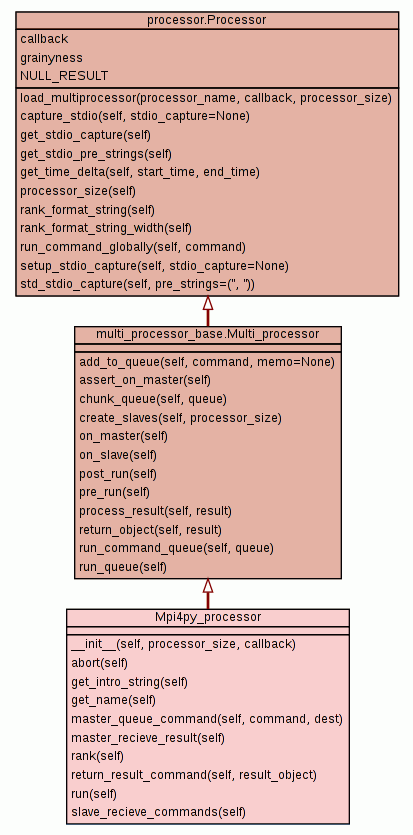 processor.Processor
callback
grainyness
NULL_RESULT
load_multiprocessor(processor_name, callback, processor_size)
capture_stdio(self, stdio_capture=None)
get_stdio_capture(self)
get_stdio_pre_strings(self)
get_time_delta(self, start_time, end_time)
processor_size(self)
rank_format_string(self)
rank_format_string_width(self)
run_command_globally(self, command)
setup_stdio_capture(self, stdio_capture=None)
std_stdio_capture(self, pre_strings=(", "))
multi_processor_base.Multi_processor
add_to_queue(self, command, memo=None)
assert_on_master(self)
chunk_queue(self, queue)
create_slaves(self, processor_size)
on_master(self)
on_slave(self)
post_run(self)
pre_run(self)
process_result(self, result)
return_object(self, result)
run_command_queue(self, queue)
run_queue(self)
Mpi4py_processor
__init__(self, processor_size, callback)
abort(self)
get_intro_string(self)
get_name(self)
master_queue_command(self, command, dest)
master_recieve_result(self)
rank(self)
return_result_command(self, result_object)
run(self)
slave_recieve_commands(self)